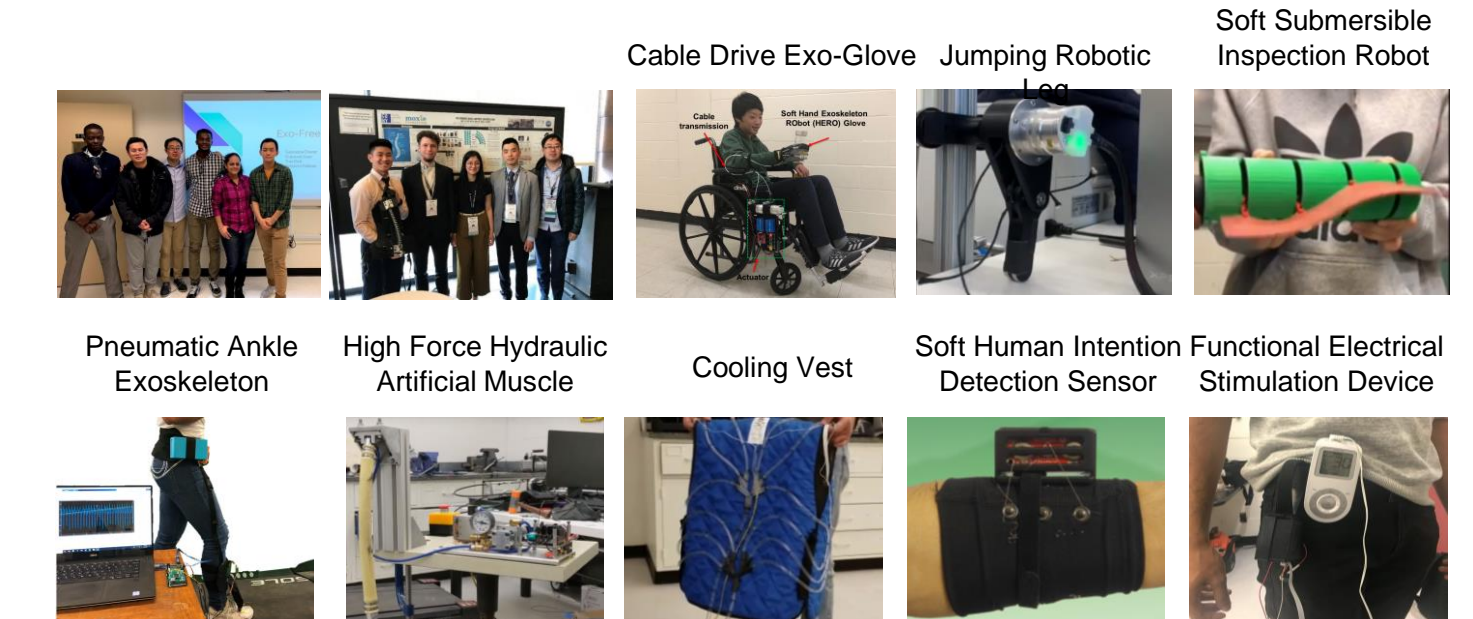 Soft Submersible
Inspection Robot
Cable Drive Exo-Glove
Jumping Robotic
Leg
Exo-Free
moxie
Cable
transmission
Soft Hand Exoskeleton
RObot (HERO) Glove
Actuator
Pneumatic Ankle
Exoskeleton
High Force Hydraulic
Artificial Muscle
Cooling Vest
Soft Human Intention
Detection Sensor
Functional Electrical
Stimulation Device